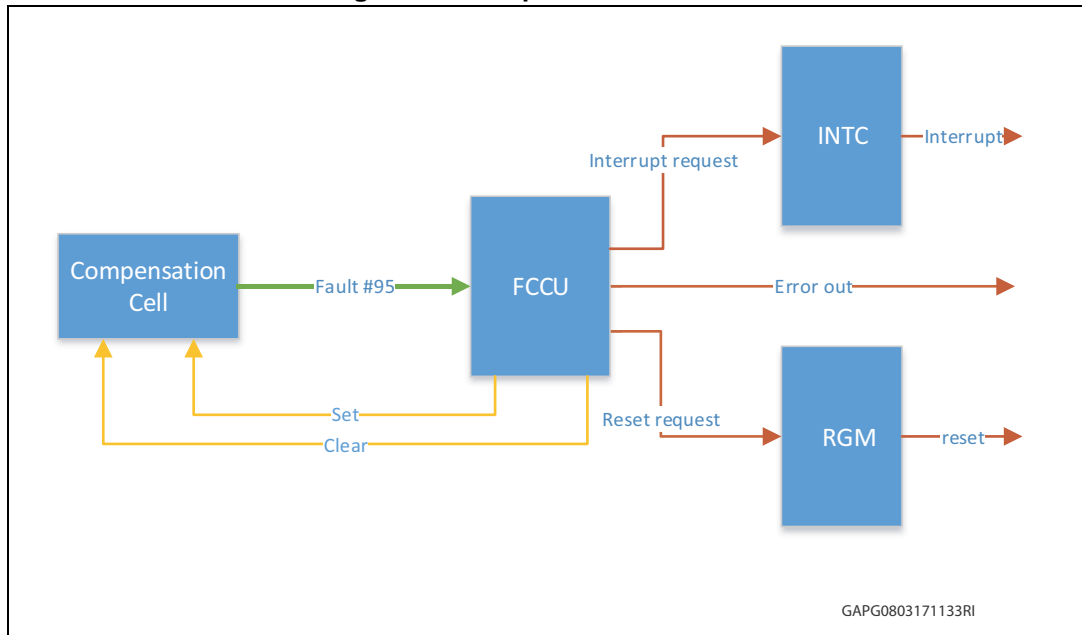 INTC
Interrupt
Interrupt request
Compensation
Cell
Fault #95
FCCU
Error out
Set
Clear
Reset request
RGM
reset
GAPG0803171133RI